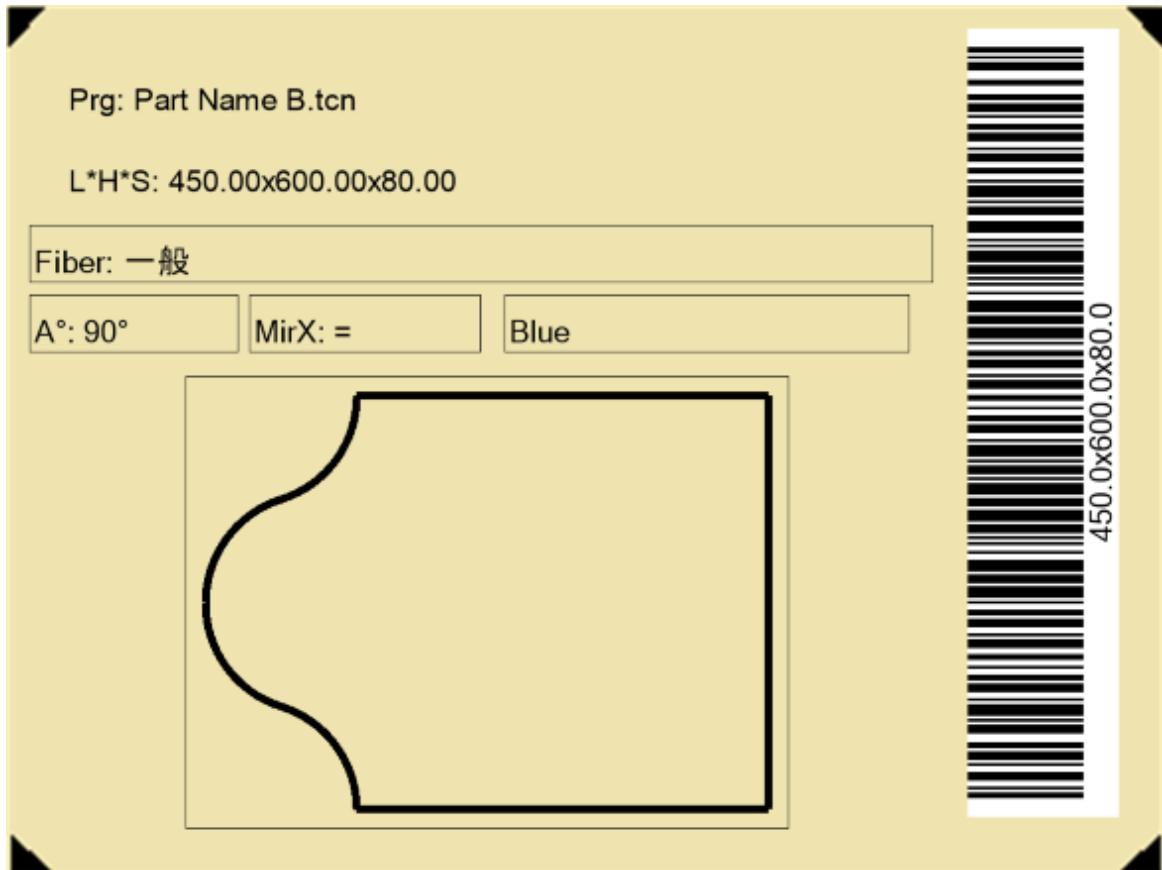 Prg: Part Name B.tcn
L*H*S: 450.00x600.00x80.00
Fiber: 一般
A°: 90°
MirX: =
Blue
450.0x600.0x80.0